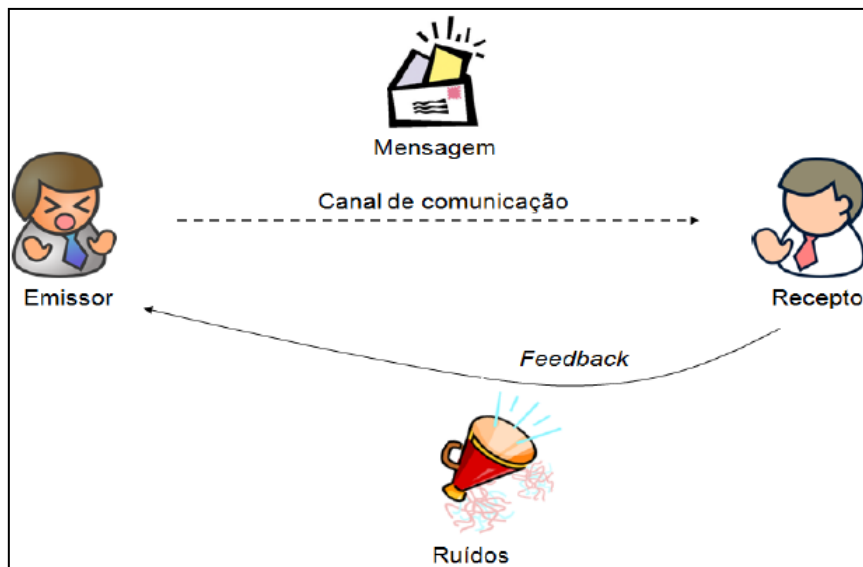 Mensagem
Canal de comunicação
Emissor
Recepto
Feedback
Ruídos